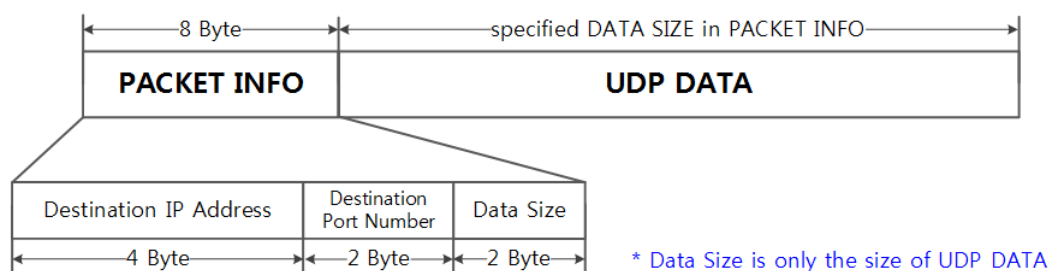 8 Byte
specified DATA SIZE in PACKET INFO
PACKET INFO
UDP DATA
Destination IP Address
Destination
Port Number
Data Size
4 Byte
2 Byte
2 Byte
* Data Size is only the size of UDP DATA